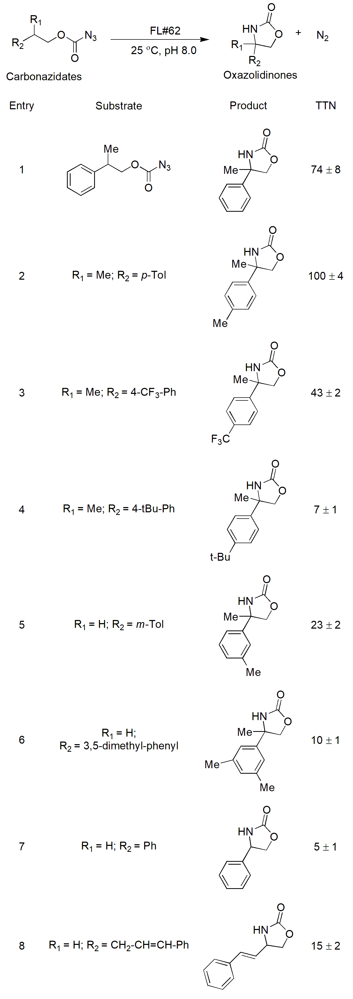 R1
R2 O N3
O
FL#62
25 °C, pH 8.0
O
HN O
R1
R2
+ N2
Carbonazidates Oxazolidinones
Entry Substrate Product TTN
Me
O N3
O
O
HN O
Me
1 74 ± 8
O
HN O
Me
2 R1 = Me; R2 = p-Tol 100 ± 4
Me
O
HN O
Me
3 R1 = Me; R2 = 4-CF3-Ph 43 ± 2
F3C
O
HN O
Me
4 R1 = Me; R2 = 4-tBu-Ph 7 ± 1
t-Bu
O
HN O
Me
5 R1 = H; R2 = m-Tol 23 ± 2
Me
O
HN O
Me
R1 = H;
6 R2 = 3,5-dimethyl-phenyl 10 ± 1
Me
Me
O
HN O
7 R1 = H; R2 = Ph 5 ± 1
O
HN O
8 R1 = H; R2 = CH2-CH=CH-Ph 15 ± 2